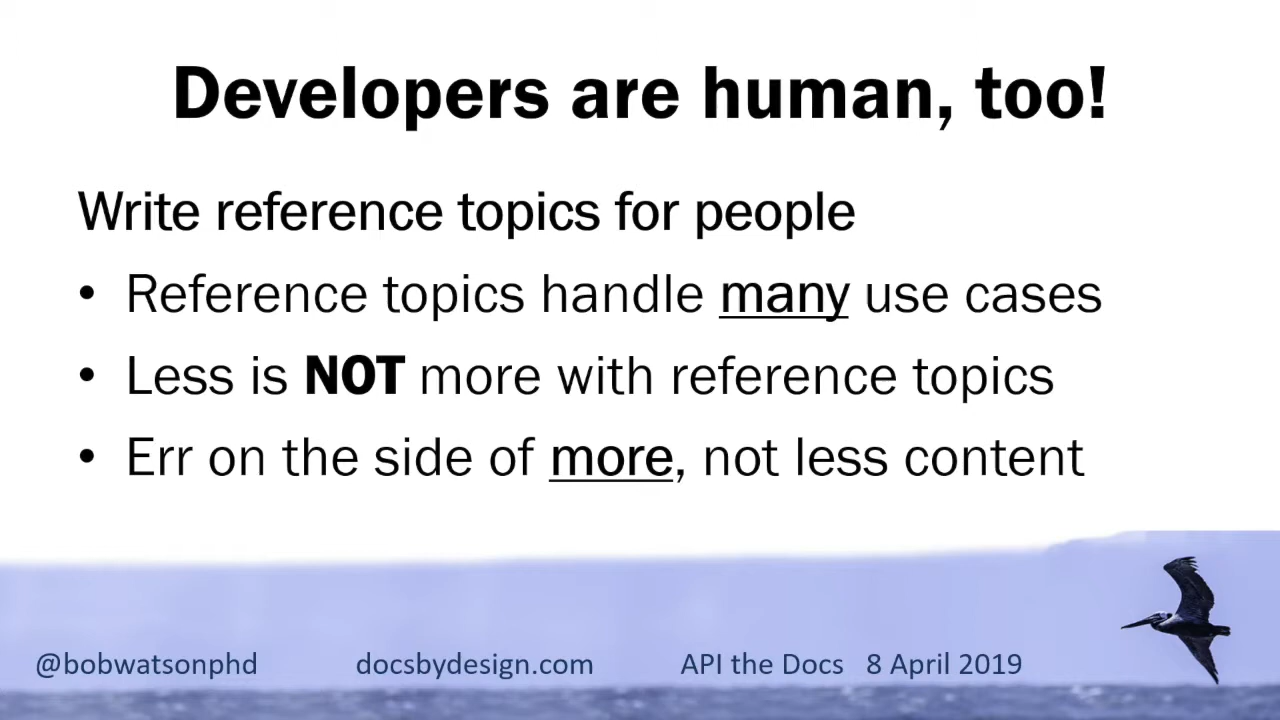 Developers are human, too!
Write reference topics for people
• Reference topics handle many use cases
• Less is NOT more with reference topics
• Err on the side of more, not less content
@bobwatsonphd docsbydesign.com API the Docs 8 April 2019